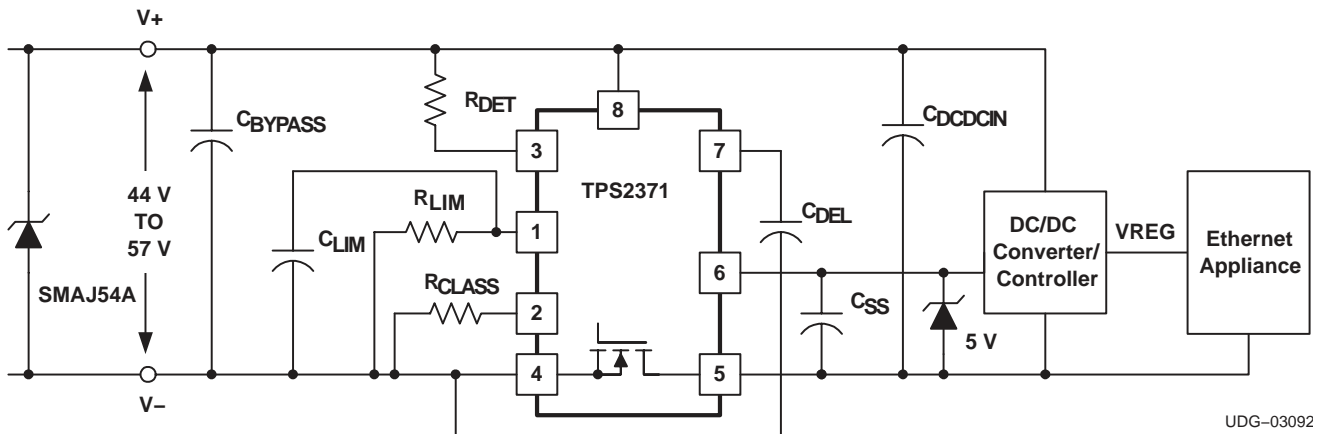 V+
RDET
8
CBYPASS
CDCDCIN
3
7
44 V
TO
57 V
TPS2371
RLIM
CLIM
1
CDEL
DC/DC
Converter/
Controller
VREG
Ethernet
Appliance
6
SMAJ54A
RCLASS
2
CSS
5 V
4
5
V–
UDG–03092